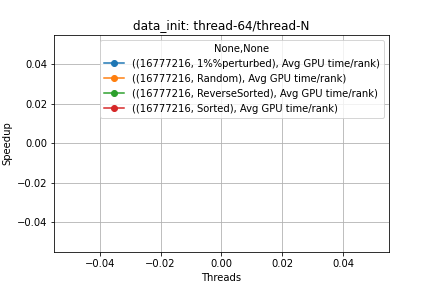 data_init: thread-64/thread-N
None,None
((16777216, 1%%perturbed), Avg GPU time/rank)
((16777216, Random), Avg GPU time/rank)
((16777216, ReverseSorted), Avg GPU time/rank)
((16777216, Sorted), Avg GPU time/rank)
0.04
0.02
0.00
−0.02
−0.04
Speedup
−0.04 −0.02 0.00 0.02 0.04
Threads